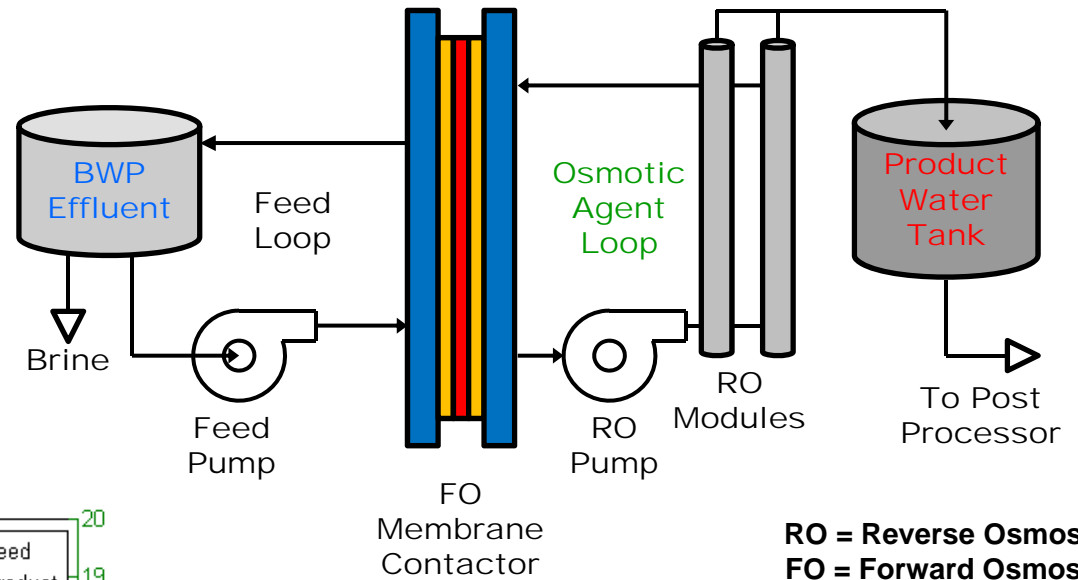 BWP
Effluent
Feed
Loop
Osmotic
Agent
Loop
Product
Water
Tank
Brine
Feed
Pump
RO
Pump
RO
Modules
To Post
Processor
FO
Membrane
Contactor
20
19
RO = Reverse Osmos
FO = Forward Osmos